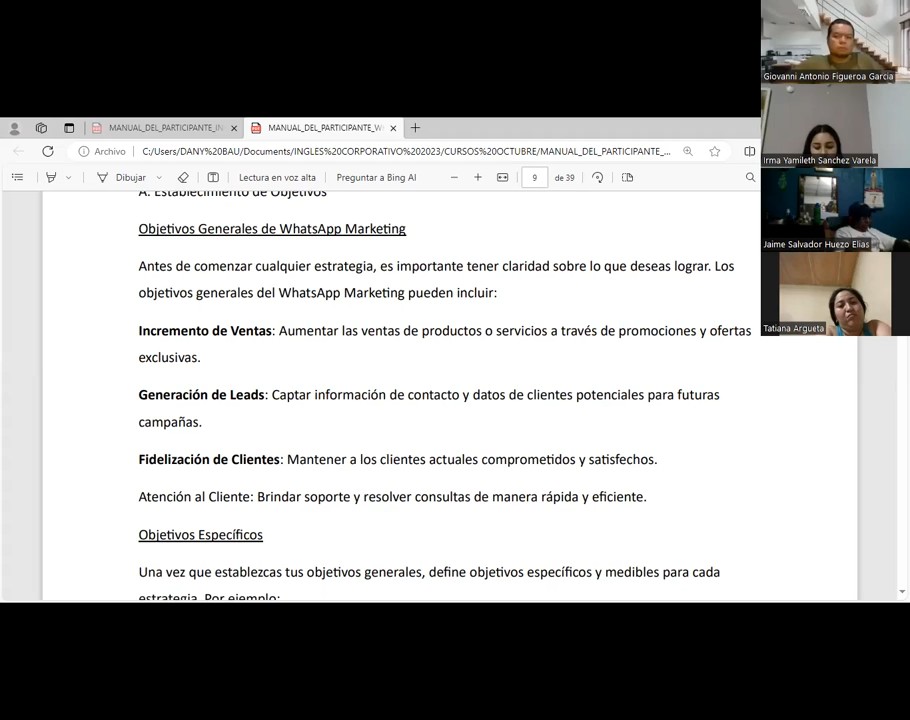 MANUAL_DEL_PARTICIPANTE_IN
MANUAL_DEL_PARTICIPANTE_W
Archivo
C:/Users/DANY%20BAU/Documents/INGLES%20CORPORATIVO%202023/CURSOS%20OCTUBRE/MANUAL_DEL_PARTICIPANTE_...
Dibujar
Lectura en voz alta
Preguntar a Bing AI
9
de 39
A. Establecimiento de Objetivos
Objetivos Generales de WhatsApp Marketing
Antes de comenzar cualquier estrategia, es importante tener claridad sobre lo que deseas lograr. Los
objetivos generales del WhatsApp Marketing pueden incluir:
Incremento de Ventas: Aumentar las ventas de productos o servicios a través de promociones y ofertas
exclusivas.
Generación de Leads: Captar información de contacto y datos de clientes potenciales para futuras
campañas.
Fidelización de Clientes: Mantener a los clientes actuales comprometidos y satisfechos.
Atención al Cliente: Brindar soporte y resolver consultas de manera rápida y eficiente.
Objetivos Específicos
Una vez que establezcas tus objetivos generales, define objetivos específicos y medibles para cada
estrategia. Por ejemplo:
Giovanni Antonio Figueroa Garcia
Irma Yamileth Sanchez Varela
Jaime Salvador Huezo Elias
Tatiana Argueta